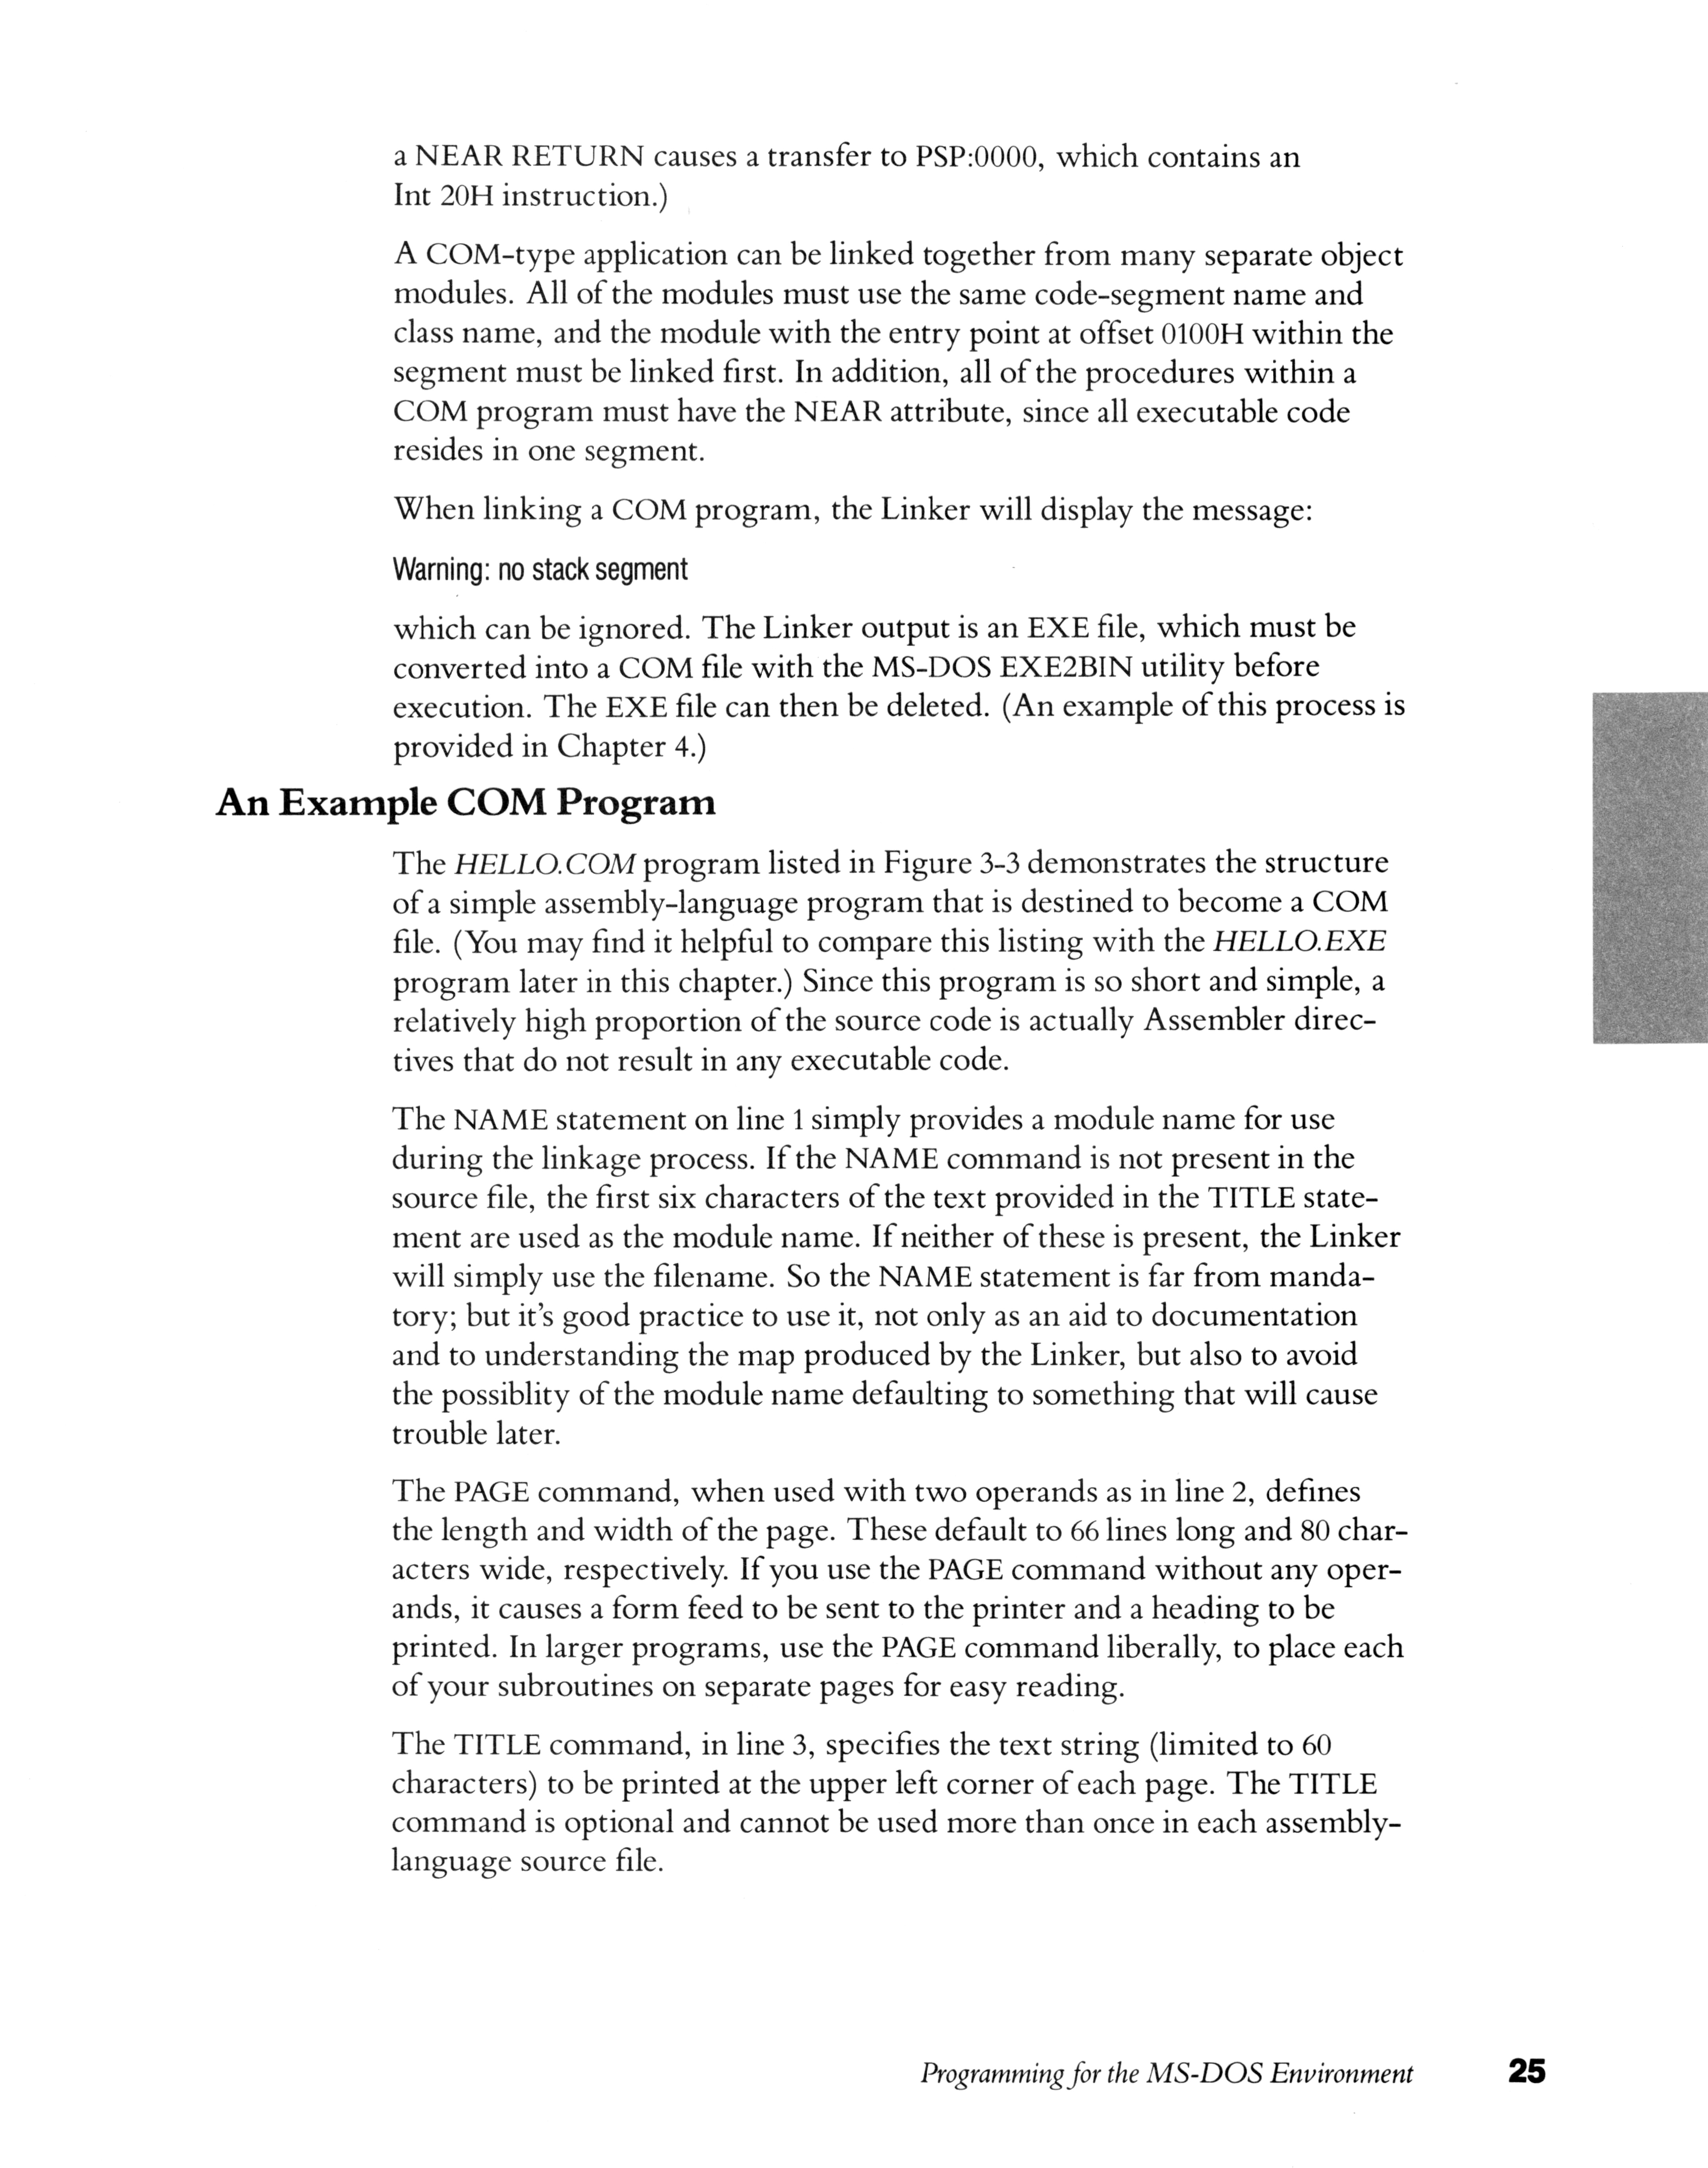 a NEAR RETURN causes a transfer to PSP:0000, which contains an
Int 20H instruction.)
A COM-type application can be linked together from many separate object
modules. All of the modules must use the same code-segment name and
class name, and the module with the entry point at offset 0100H within the
segment must be linked first. In addition, all of the procedures within a
COM program must have the NEAR attribute, since all executable code
resides in one segment.
When linking a COM program, the Linker will display the message:
Warning: no stack segment
which can be ignored. The Linker output is an EXE file, which must be
converted into a COM file with the MS-DOS EXE2BIN utility before
execution. The EXE file can then be deleted. (An example of this process is
provided in Chapter 4.)
An Example COM Program
The HELLO.COM program listed in Figure 3-3 demonstrates the structure
of a simple assembly-language program that is destined to become a COM
file. (You may find it helpful to compare this listing with the HELLO.EXE
program later in this chapter.) Since this program is so short and simple, a
relatively high proportion of the source code is actually Assembler direc-
tives that do not result in any executable code.
The NAME statement on line 1 simply provides a module name for use
during the linkage process. If the NAME command is not present in the
source file, the first six characters of the text provided in the TITLE state-
ment are used as the module name. If neither of these is present, the Linker
will simply use the filename. So the NAME statement is far from manda-
tory; but it's good practice to use it, not only as an aid to documentation
and to understanding the map produced by the Linker, but also to avoid
the possiblity of the module name defaulting to something that will cause
trouble later.
The PAGE command, when used with two operands as in line 2, defines
the length and width of the page. These default to 66 lines long and 80 char-
acters wide, respectively. If you use the PAGE command without any oper-
ands, it causes a form feed to be sent to the printer and a heading to be
printed. In larger programs, use the PAGE command liberally, to place each
of your subroutines on separate pages for easy reading.
The TITLE command, in line 3, specifies the text string (limited to 60
characters) to be printed at the upper left corner of each page. The TITLE
command is optional and cannot be used more than once in each assembly-
language source file.
Programming for the MS-DOS Environment 25